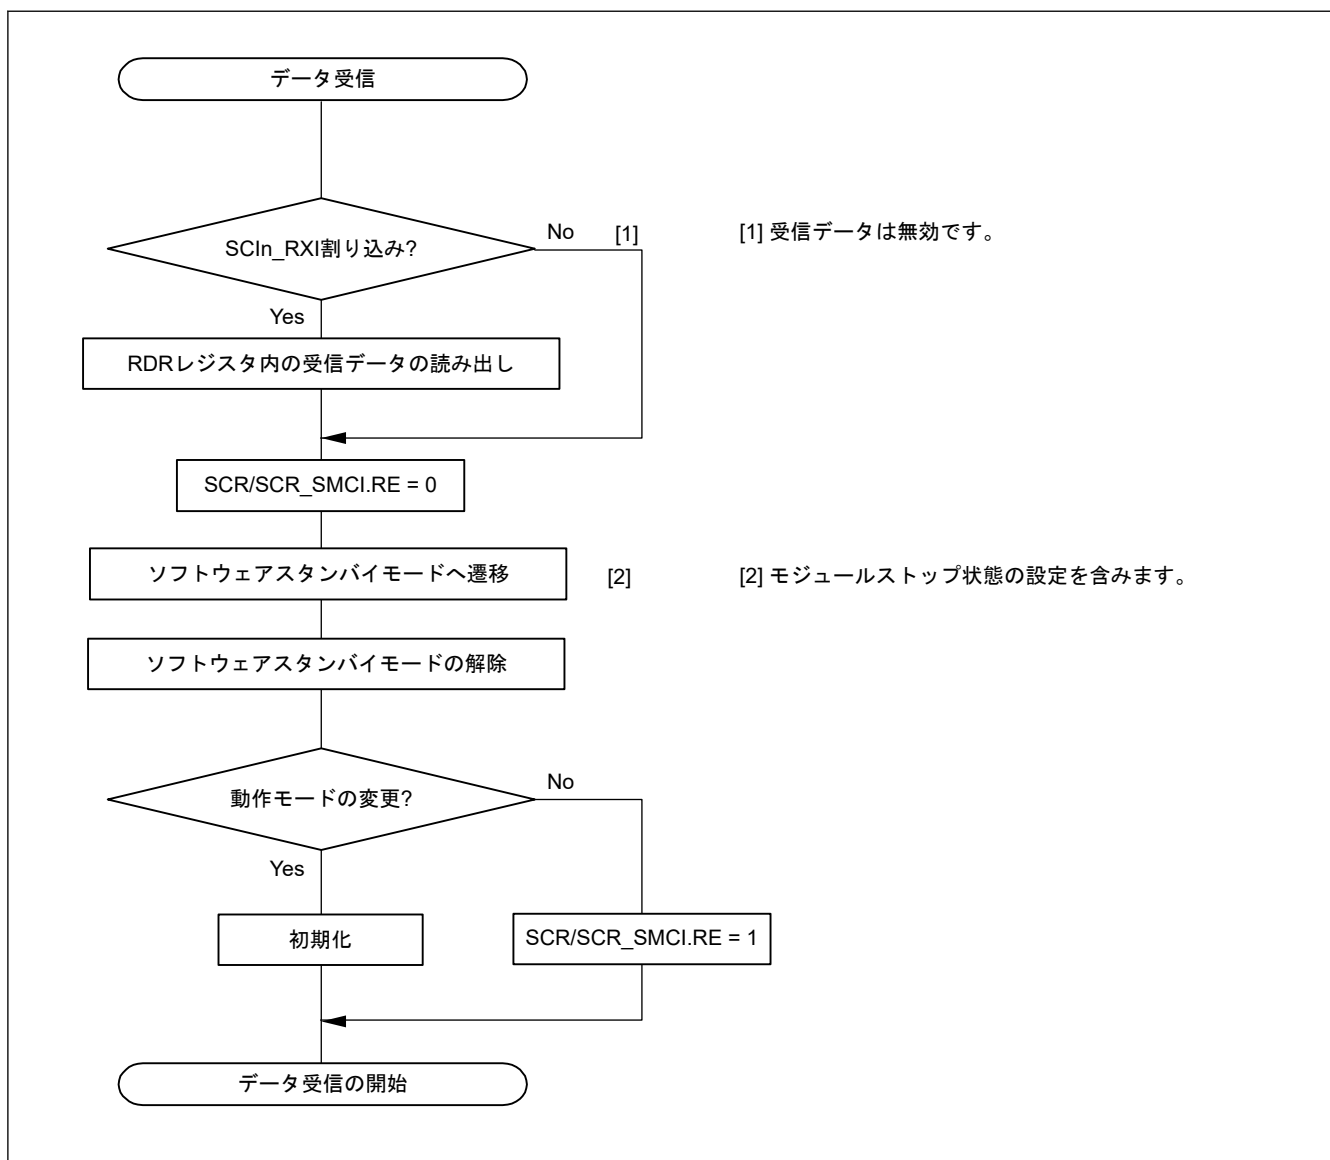 データ受信
SCIn_RXI割り込み?
No
[1]
[1] 受信データは無効です。
Yes
RDRレジスタ内の受信データの読み出し
SCR/SCR_SMCI.RE = 0
ソフトウェアスタンバイモードへ遷移
[2]
[2] モジュールストップ状態の設定を含みます。
ソフトウェアスタンバイモードの解除
動作モードの変更?
No
Yes
初期化
SCR/SCR_SMCI.RE = 1
データ受信の開始